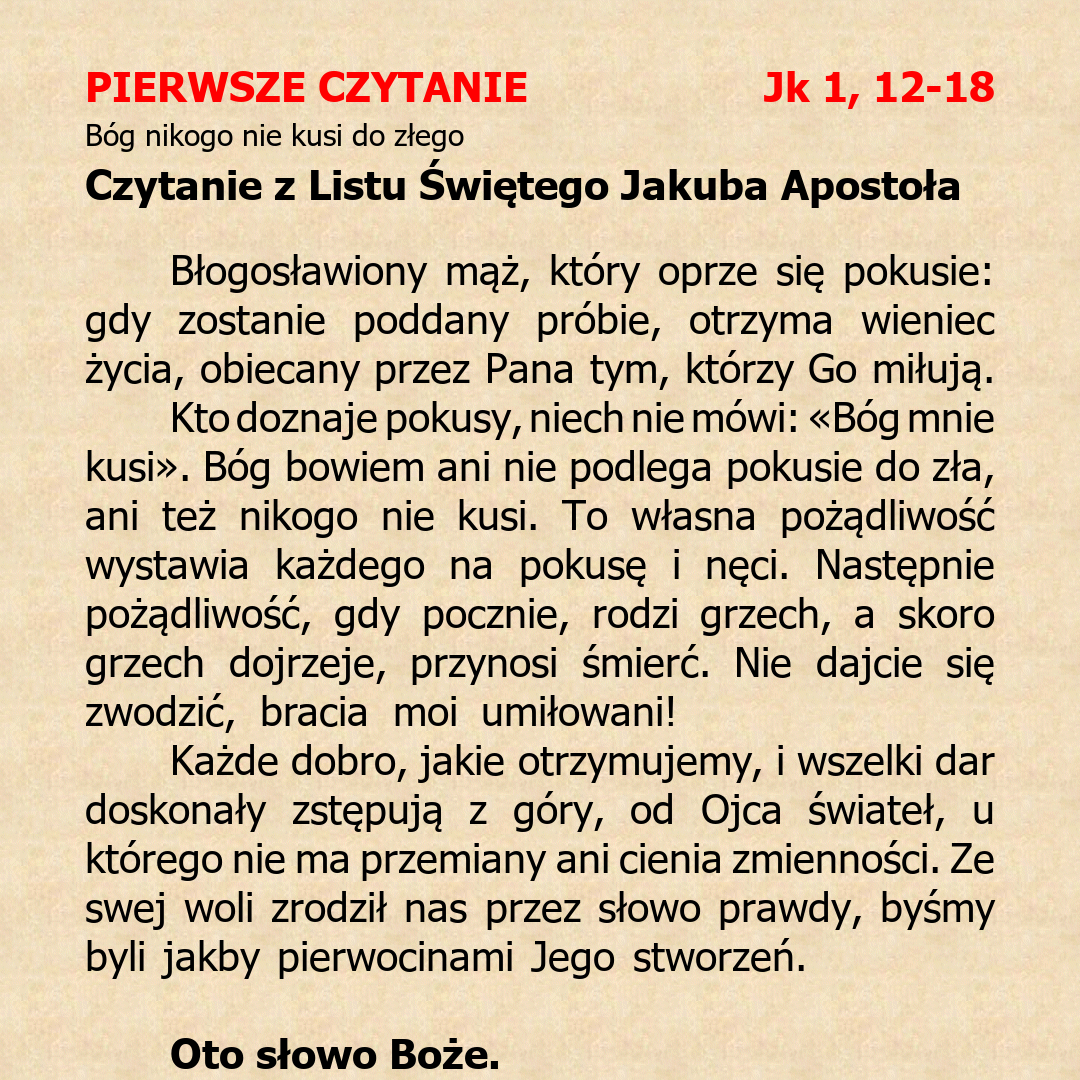 PIERWSZE CZYTANIE Jk 1, 12-18
Bóg nikogo nie kusi do złego
Czytanie z Listu Świętego Jakuba Apostoła
Błogosławiony mąż, który oprze się pokusie:
gdy zostanie poddany próbie, otrzyma wieniec
życia, obiecany przez Pana tym, którzy Go miłują.
Kto doznaje pokusy, niech nie mówi: «Bóg mnie
kusi». Bóg bowiem ani nie podlega pokusie do zła,
ani też nikogo nie kusi. To własna pożądliwość
wystawia każdego na pokusę i nęci. Następnie
pożądliwość, gdy pocznie, rodzi grzech, a skoro
grzech dojrzeje, przynosi śmierć. Nie dajcie się
zwodzić, bracia moi umiłowani!
Każde dobro, jakie otrzymujemy, i wszelki dar
doskonały zstępują z góry, od Ojca świateł, u
którego nie ma przemiany ani cienia zmienności. Ze
swej woli zrodził nas przez słowo prawdy, byśmy
byli jakby pierwocinami Jego stworzeń.
Oto słowo Boże.